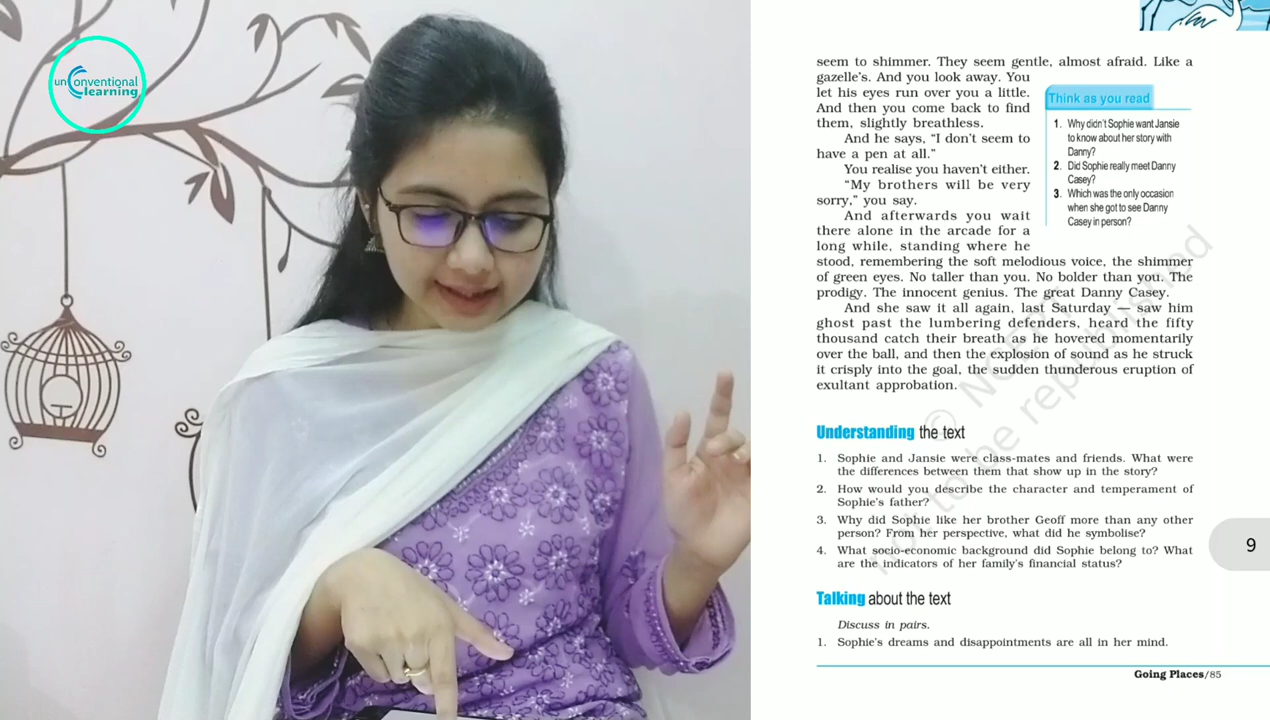 unConventional
Learning
seem to shimmer. They seem gentle, almost afraid. Like a
gazelle's. And you look away. You
let his eyes run over you a little.
And then you come back to find
them, slightly breathless.
And he says, “I don't seem to
have a pen at all.”
You realise you haven't either.
“My brothers will be very
sorry,” you say.
And afterwards you wait
there alone in the arcade for a
long while, standing where he
stood, remembering the soft melodious voice, the shimmer
of green eyes. No taller than you. No bolder than you. The
prodigy. The innocent genius. The great Danny Casey.
And she saw it all again, last Saturday — saw him
ghost past the lumbering defenders, heard the fifty
thousand catch their breath as he hovered momentarily
over the ball, and then the explosion of sound as he struck
it crisply into the goal, the sudden thunderous eruption of
exultant approbation.
Think as you read
1. Why didn't Sophie want Jansie
to know about her story with
Danny?
2. Did Sophie really meet Danny
Casey?
3. Which was the only occasion
when she got to see Danny
Casey in person?
Understanding the text
1. Sophie and Jansie were class-mates and friends. What were
the differences between them that show up in the story?
2. How would you describe the character and temperament of
Sophie's father?
3. Why did Sophie like her brother Geoff more than any other
person? From her perspective, what did he symbolise?
4. What socio-economic background did Sophie belong to? What
are the indicators of her family's financial status?
Talking about the text
Discuss in pairs.
1. Sophie's dreams and disappointments are all in her mind.
Going Places/85
9
© NCERT
not to be republished